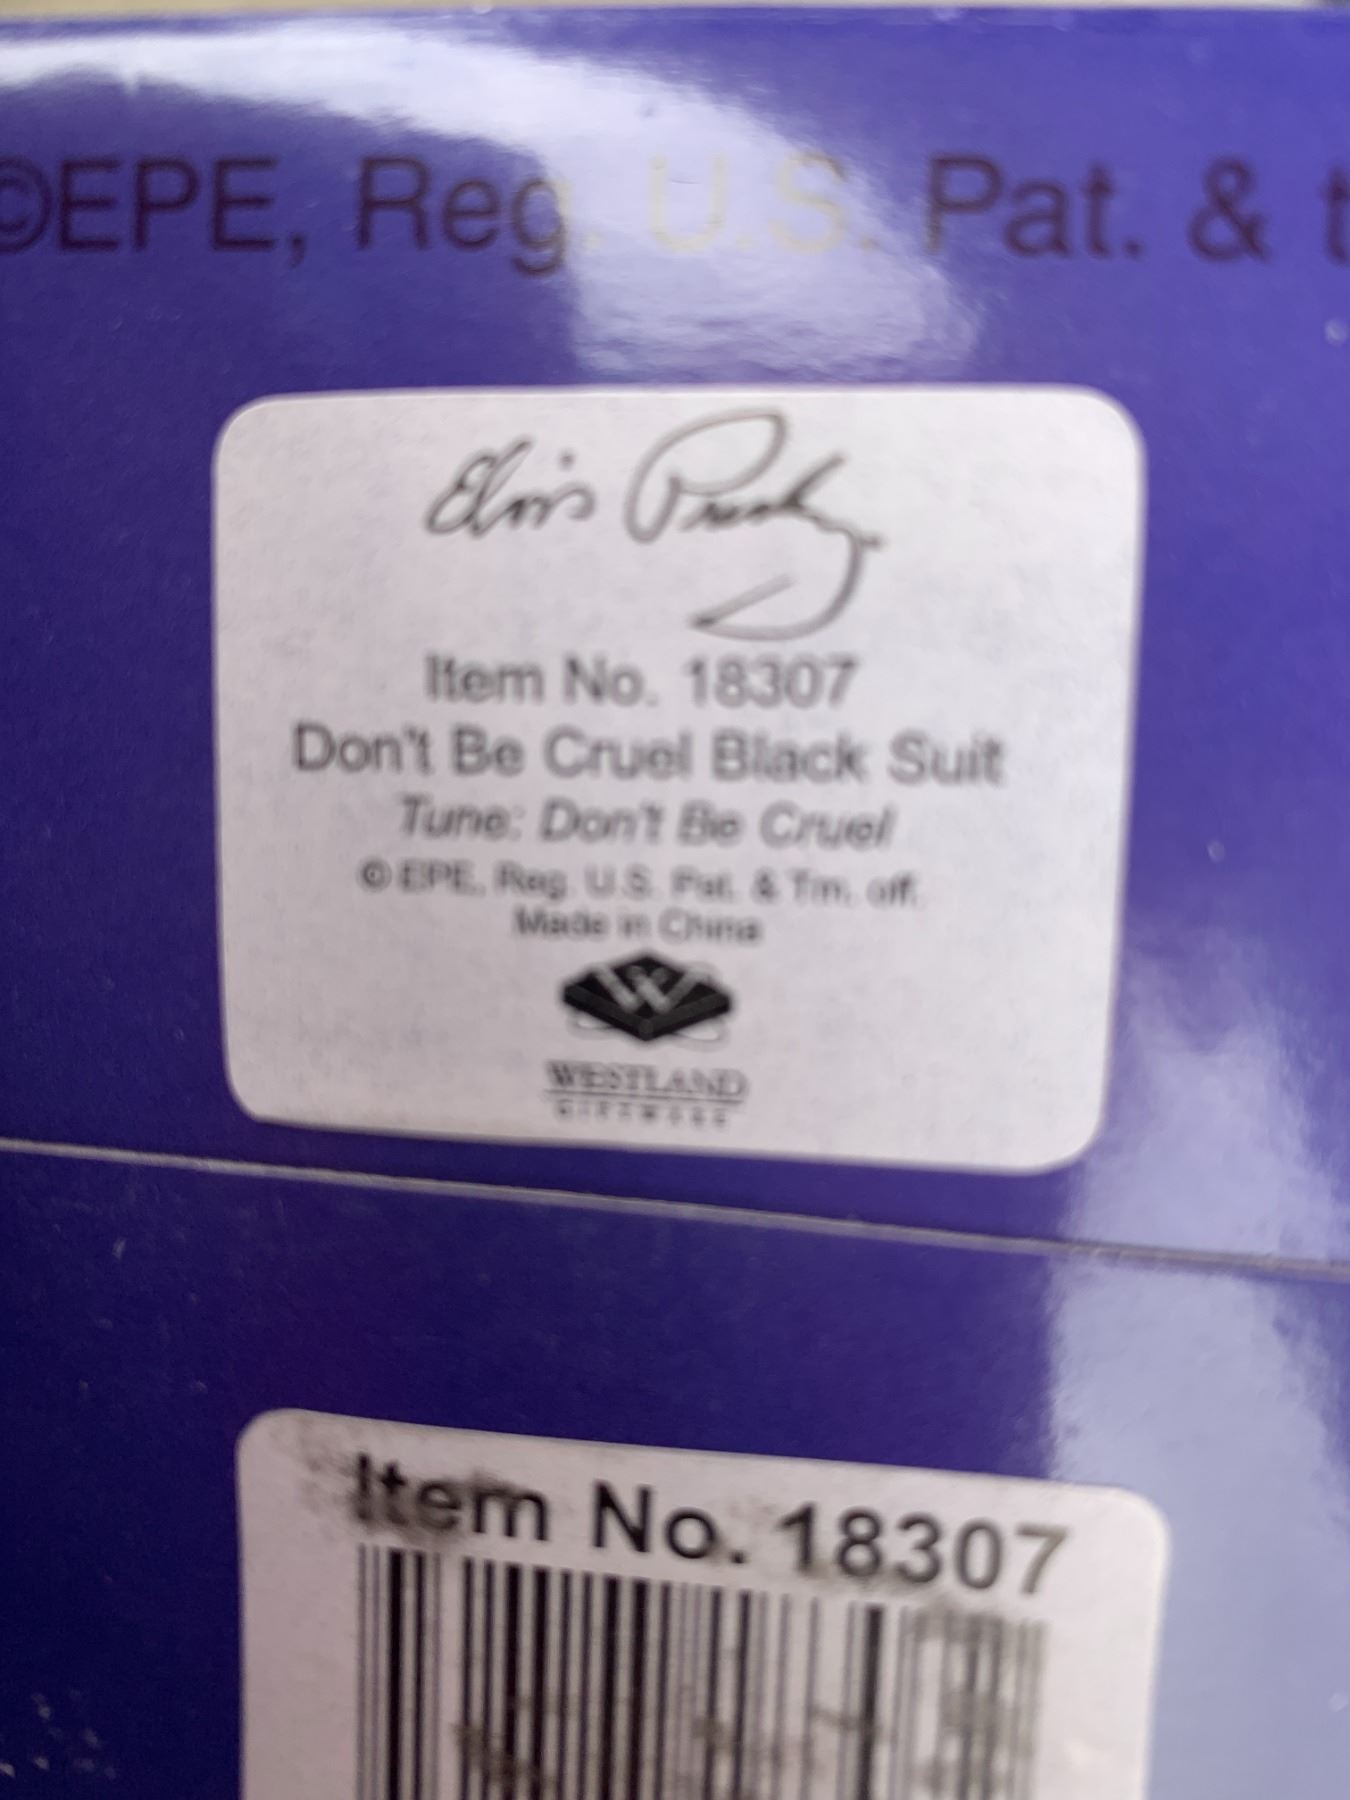 ©EPE, Reg. U.S. Pat. & t
Elvis Presley
Item No. 18307
Don't Be Cruel Black Suit
Tune: Don't Be Cruel
© EPE, Reg. U.S. Pat. & Tm. off.
Made in China
W
WESTLAND
GIFTWARE
Item No. 18307